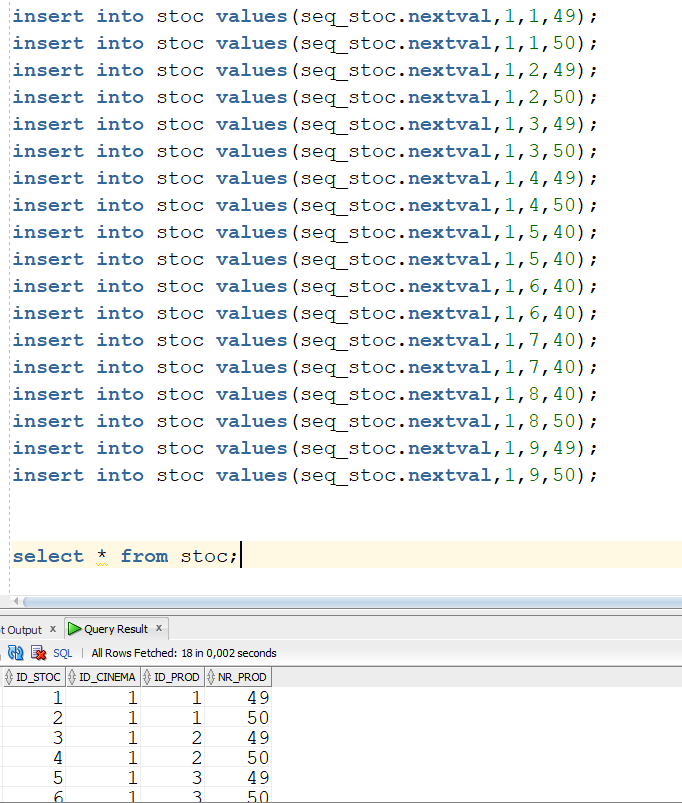 insert into stoc values(seq_stoc.nextval,1,1,49);
insert into stoc values(seq_stoc.nextval,1,1,50);
insert into stoc values(seq_stoc.nextval,1,2,49);
insert into stoc values(seq_stoc.nextval,1,2,50);
insert into stoc values(seq_stoc.nextval,1,3,49);
insert into stoc values(seq_stoc.nextval,1,3,50);
insert into stoc values(seq_stoc.nextval,1,4,49);
insert into stoc values(seq_stoc.nextval,1,4,50);
insert into stoc values(seq_stoc.nextval,1,5,40);
insert into stoc values(seq_stoc.nextval,1,5,40);
insert into stoc values(seq_stoc.nextval,1,6,40);
insert into stoc values(seq_stoc.nextval,1,6,40);
insert into stoc values(seq_stoc.nextval,1,7,40);
insert into stoc values(seq_stoc.nextval,1,7,40);
insert into stoc values(seq_stoc.nextval,1,8,40);
insert into stoc values(seq_stoc.nextval,1,8,50);
insert into stoc values(seq_stoc.nextval,1,9,49);
insert into stoc values(seq_stoc.nextval,1,9,50);
select * from stoc;
t Output x Query Result x
SQL | All Rows Fetched: 18 in 0,002 seconds
ID_STOC ID_CINEMA ID_PROD NR_PROD
1 1 1 49
2 1 1 50
3 1 2 49
4 1 2 50
5 1 3 49
6 1 3 50